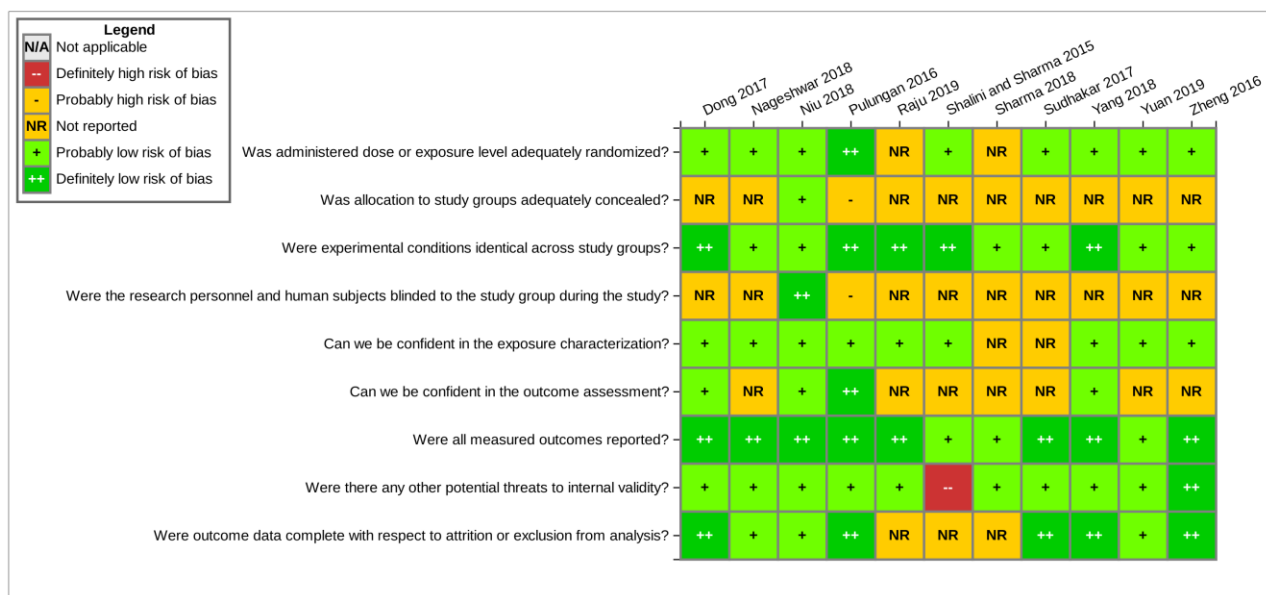 Legend
N/A Not applicable
-- Definitely high risk of bias
- Probably high risk of bias
NR Not reported
+ Probably low risk of bias
++ Definitely low risk of bias
Dong 2017
Nageshwar 2018
Niu 2018
Pulungan 2016
Raju 2019
Shalini and Sharma 2015
Sharma 2018
Sudhakar 2017
Yang 2018
Yuan 2019
Zheng 2016
Was administered dose or exposure level adequately randomized? + + + ++ NR + NR + + + +
Was allocation to study groups adequately concealed? NR NR + - NR NR NR NR NR NR NR
Were experimental conditions identical across study groups? ++ + + ++ ++ ++ + + ++ + +
Were the research personnel and human subjects blinded to the study group during the study? NR NR ++ - NR NR NR NR NR NR NR
Can we be confident in the exposure characterization? + + + + + + NR NR + + +
Can we be confident in the outcome assessment? + NR + ++ NR NR NR NR + NR NR
Were all measured outcomes reported? ++ ++ ++ ++ ++ + + ++ ++ + ++
Were there any other potential threats to internal validity? + + + + + -- + + + + ++
Were outcome data complete with respect to attrition or exclusion from analysis? ++ + + ++ NR NR NR ++ ++ + ++